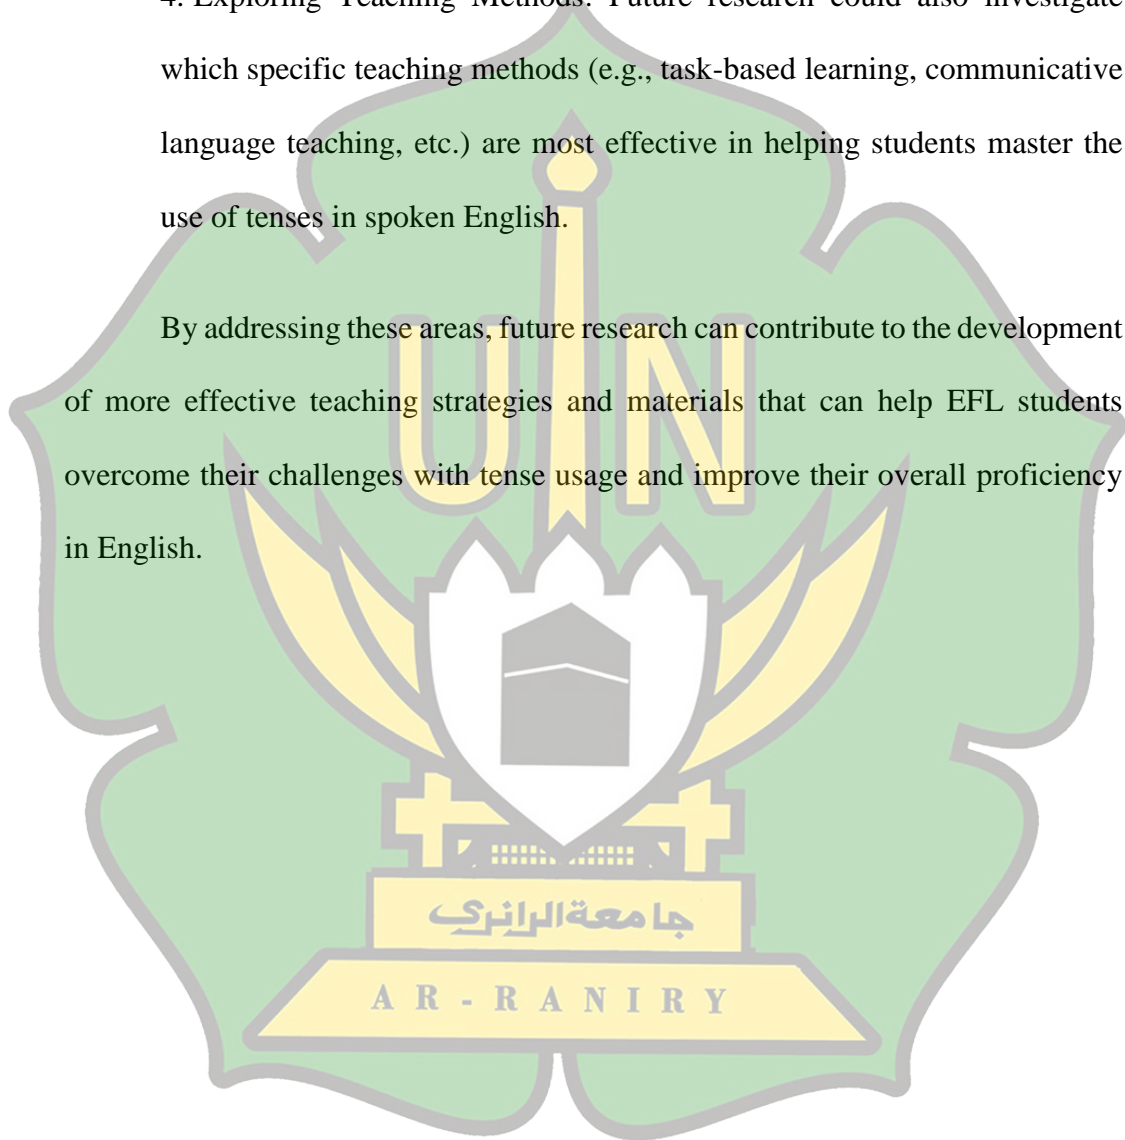 4. Exploring Teaching Methods: Future research could also investigate
which specific teaching methods (e.g., task-based learning, communicative
language teaching, etc.) are most effective in helping students master the
use of tenses in spoken English.
By addressing these areas, future research can contribute to the development
of more effective teaching strategies and materials that can help EFL students
overcome their challenges with tense usage and improve their overall proficiency
in English.
UIN
جامعة الرانري
AR-RANIRY